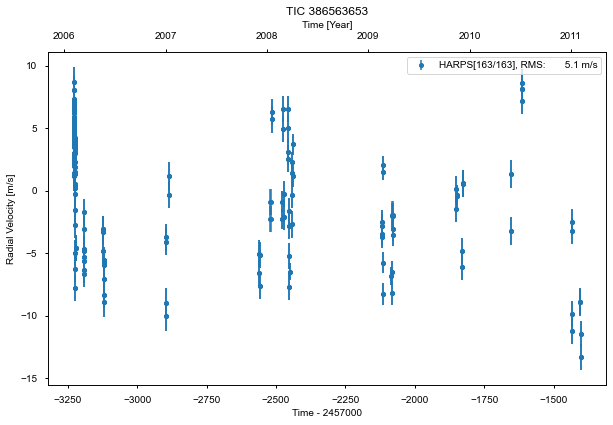 TIC 386563653
Time [Year]
2006 2007 2008 2009 2010 2011
HARPS[163/163], RMS: 5.1 m/s
10
5
0
−5
−10
−15
Radial Velocity [m/s]
−3250 −3000 −2750 −2500 −2250 −2000 −1750 −1500
Time - 2457000